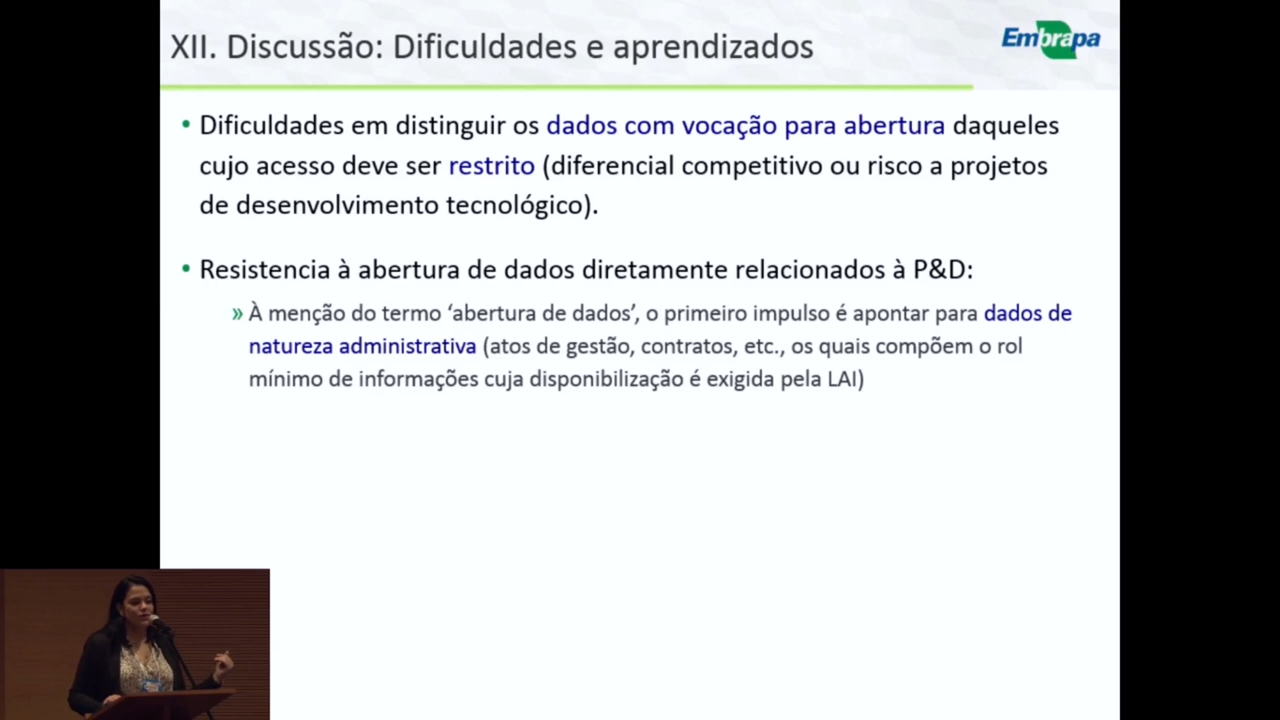 XII. Discussão: Dificuldades e aprendizados
Embrapa
• Dificuldades em distinguir os dados com vocação para abertura daqueles
cujo acesso deve ser restrito (diferencial competitivo ou risco a projetos
de desenvolvimento tecnológico).
• Resistencia à abertura de dados diretamente relacionados à P&D:
» À menção do termo ‘abertura de dados’, o primeiro impulso é apontar para dados de
natureza administrativa (atos de gestão, contratos, etc., os quais compõem o rol
mínimo de informações cuja disponibilização é exigida pela LAI)